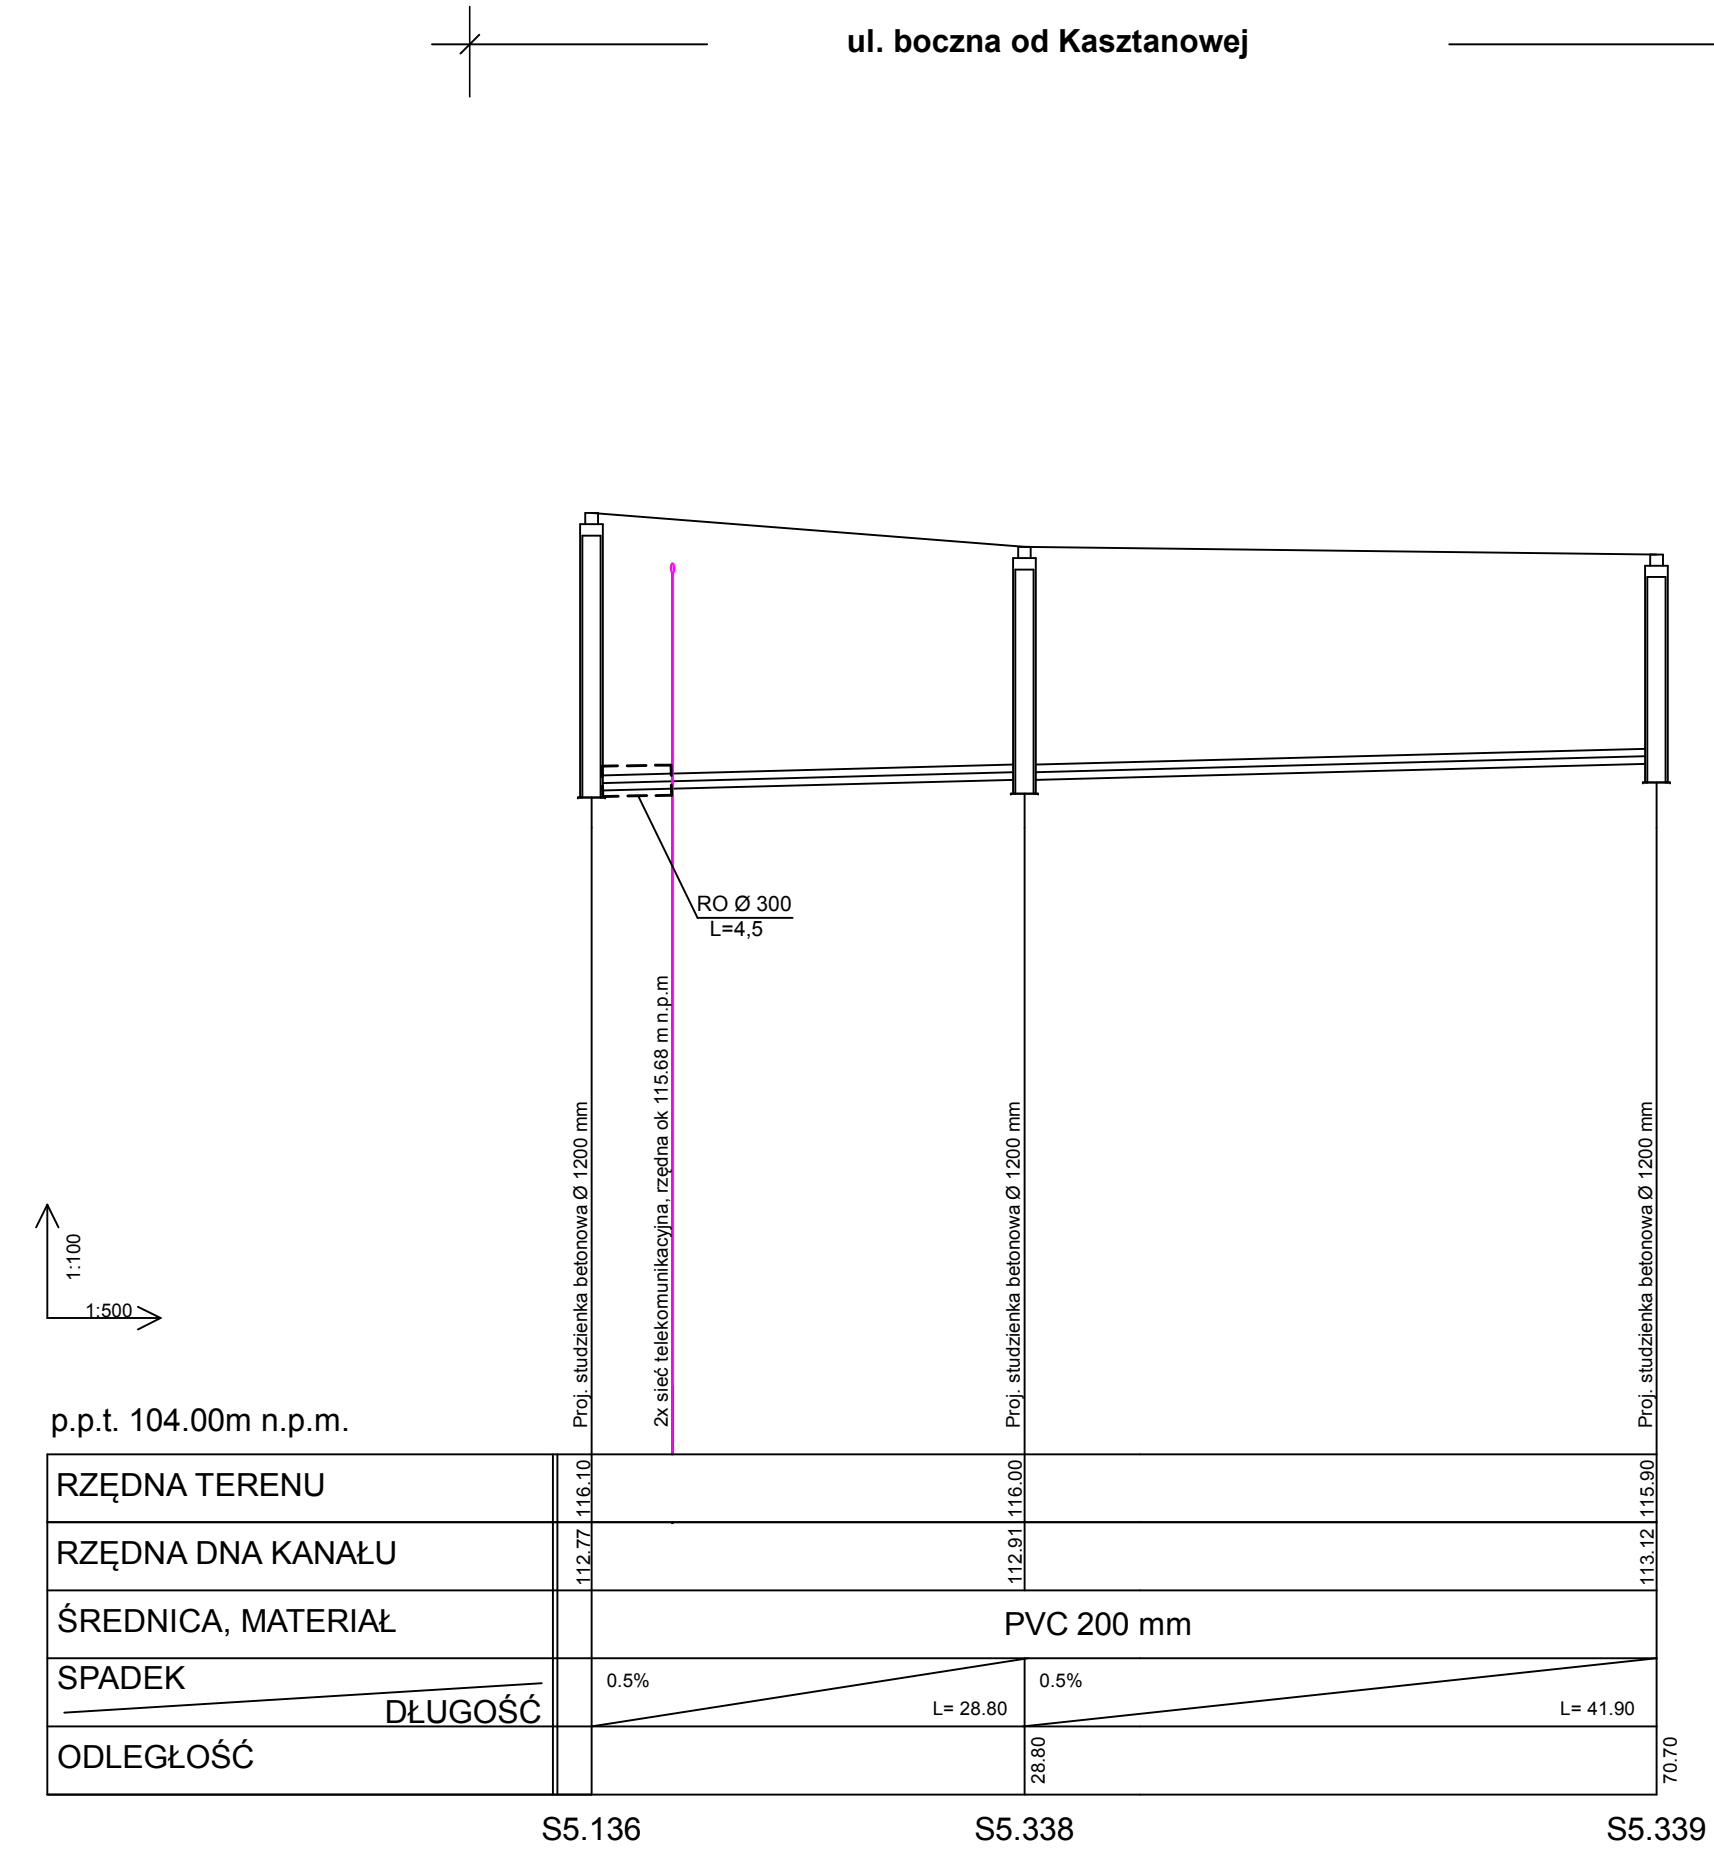 ul. boczna od Kasztanowej
RO Ø 300
L=4,5
Proj. studzienka betonowa Ø 1200 mm
2x sieć telekomunikacyjna, rzędna ok 115.68 m n.p.m
Proj. studzienka betonowa Ø 1200 mm
Proj. studzienka betonowa Ø 1200 mm
1:100
1:500
p.p.t. 104.00m n.p.m.
RZĘDNA TERENU 116.10 116.00 115.90
RZĘDNA DNA KANAŁU 112.77 112.91 113.12
ŚREDNICA, MATERIAŁ PVC 200 mm
SPADEK 0.5% 0.5%
DŁUGOŚĆ L= 28.80 L= 41.90
ODLEGŁOŚĆ 28.80 70.70
S5.136 S5.338 S5.339